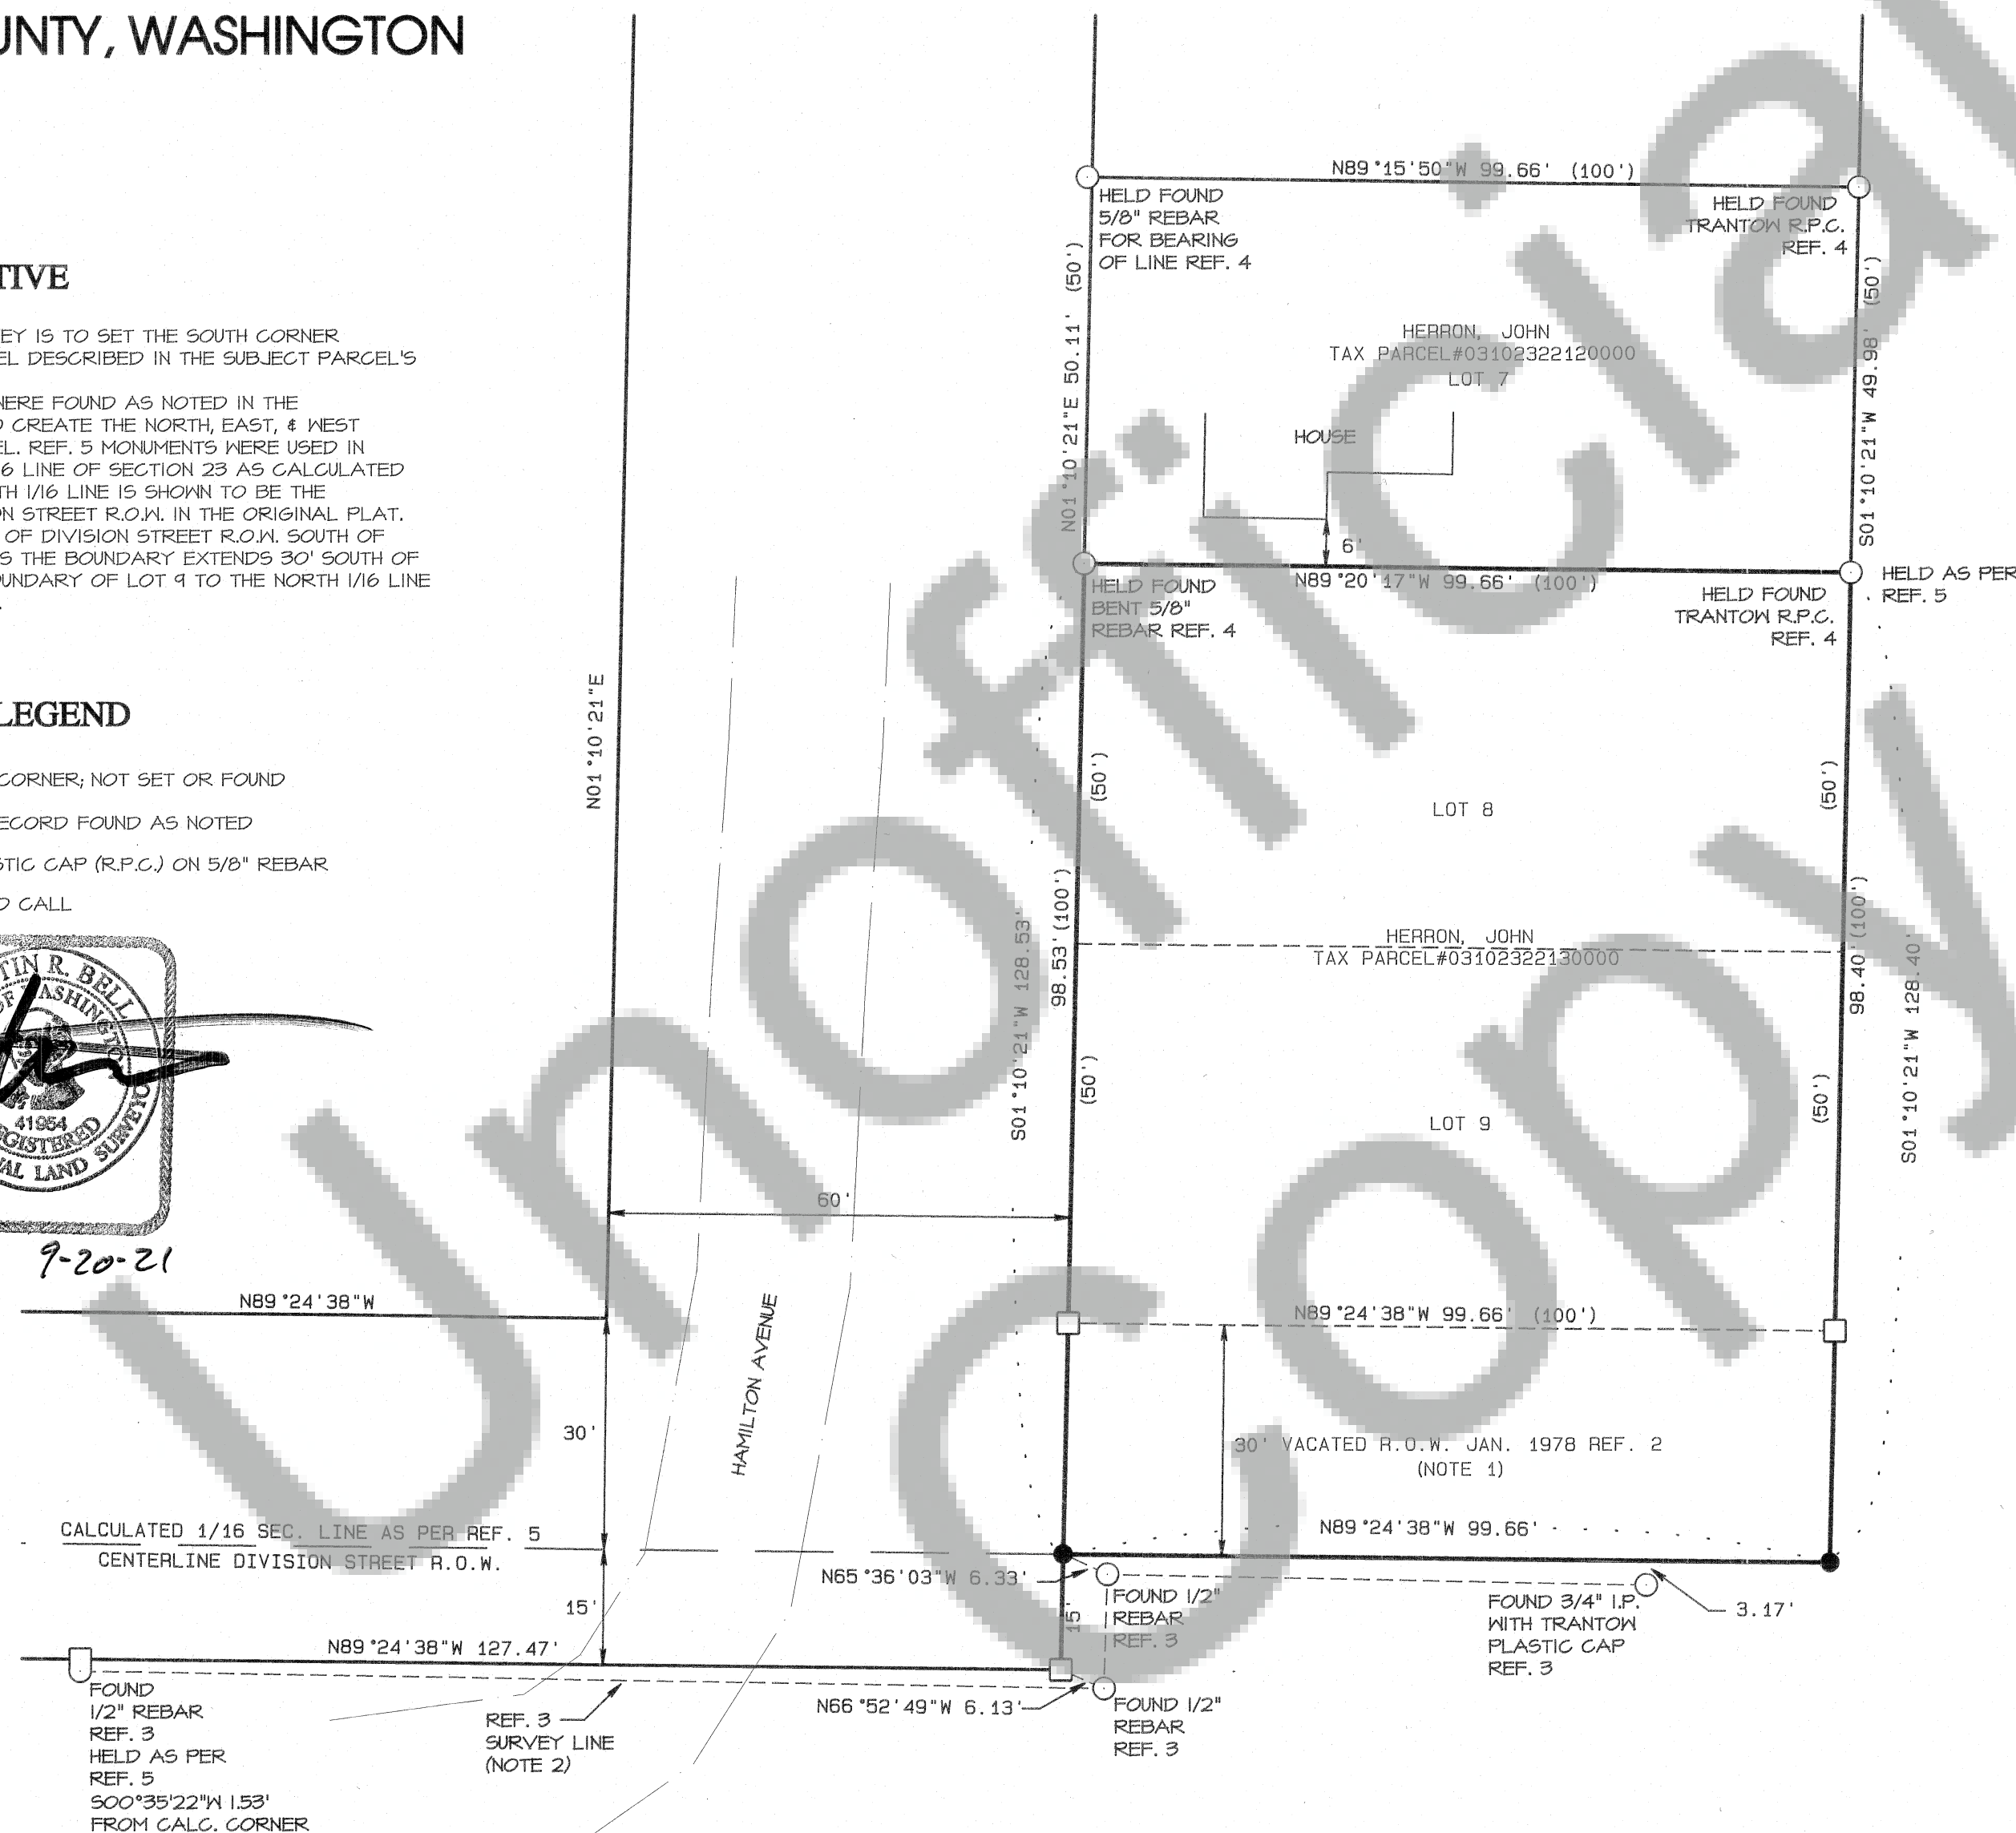 UNTY, WASHINGTON
TIVE
EY IS TO SET THE SOUTH CORNER
EL DESCRIBED IN THE SUBJECT PARCEL'S
WERE FOUND AS NOTED IN THE
O CREATE THE NORTH, EAST, & WEST
EL. REF. 5 MONUMENTS WERE USED IN
6 LINE OF SECTION 23 AS CALCULATED
TH 1/16 LINE IS SHOWN TO BE THE
ON STREET R.O.W. IN THE ORIGINAL PLAT.
OF DIVISION STREET R.O.W. SOUTH OF
S THE BOUNDARY EXTENDS 30' SOUTH OF
OUNDARY OF LOT 9 TO THE NORTH 1/16 LINE
LEGEND
CORNER; NOT SET OR FOUND
ECORD FOUND AS NOTED
STIC CAP (R.P.C.) ON 5/8" REBAR
D CALL
TIN R. BELL
OF WASHINGTO
41954
EGISTERED
NAL LAND SURVEYO
9-20-21
N89°15'50"W 99.66' (100')
HELD FOUND
5/8" REBAR
FOR BEARING
OF LINE REF. 4
HELD FOUND
TRANTOW R.P.C.
REF. 4
N01°10'21"E 50.11' (50')
S01°10'21"W 49.98' (50')
HERRON, JOHN
TAX PARCEL#03102322120000
LOT 7
HOUSE
6'
N89°20'17"W 99.66' (100')
HELD FOUND
BENT 5/8"
REBAR REF. 4
HELD FOUND
TRANTOW R.P.C.
REF. 4
HELD AS PER
REF. 5
N01°10'21"E
(50')
(50')
LOT 8
98.53' (100')
S01°10'21"W 128.53'
HERRON, JOHN
TAX PARCEL#03102322130000
98.40' (100')
S01°10'21"W 128.40'
(50')
(50')
LOT 9
60'
N89°24'38"W
N89°24'38"W 99.66' (100')
HAMILTON AVENUE
30'
30' VACATED R.O.W. JAN. 1978 REF. 2
(NOTE 1)
N89°24'38"W 99.66'
CALCULATED 1/16 SEC. LINE AS PER REF. 5
CENTERLINE DIVISION STREET R.O.W.
N65°36'03"W 6.33'
15'
15'
FOUND 1/2"
REBAR
REF. 3
FOUND 3/4" I.P.
WITH TRANTOW
PLASTIC CAP
REF. 3
3.17'
N89°24'38"W 127.47'
FOUND
1/2" REBAR
REF. 3
HELD AS PER
REF. 5
S00°35'22"W 1.53'
FROM CALC. CORNER
REF. 3
SURVEY LINE
(NOTE 2)
N66°52'49"W 6.13'
FOUND 1/2"
REBAR
REF. 3
Unofficial
Copy